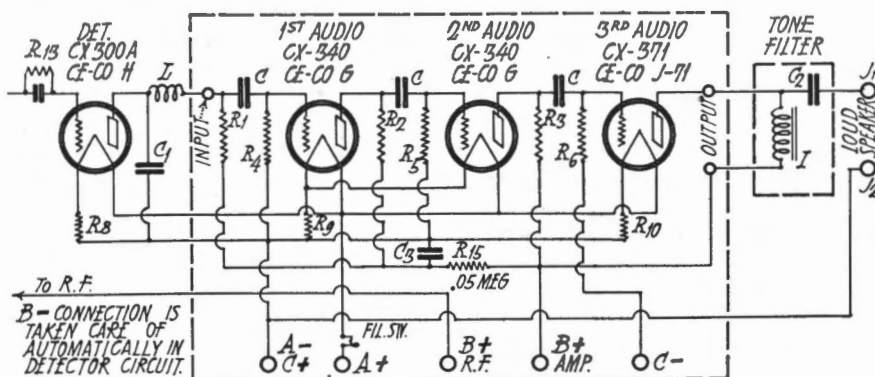 DET.
CX300A
CE-CO H
1ST AUDIO
CX-340
CE-CO G
2ND AUDIO
CX-340
CE-CO G
3RD AUDIO
CX-371
CE-CO J-71
TONE
FILTER
R13
L
C
C
C
C2
J1
INPUT
R1
R4
R2
R5
R3
R6
OUTPUT
C1
I
LOUD
SPEAKER
J2
R8
R9
R10
C3
R15
.05 MEG
TO R.F.
B- CONNECTION IS
TAKEN CARE OF
AUTOMATICALLY IN
DETECTOR CIRCUIT.
FIL. SW.
A-
C+
A+
B+
R.F.
B+
AMP.
C-